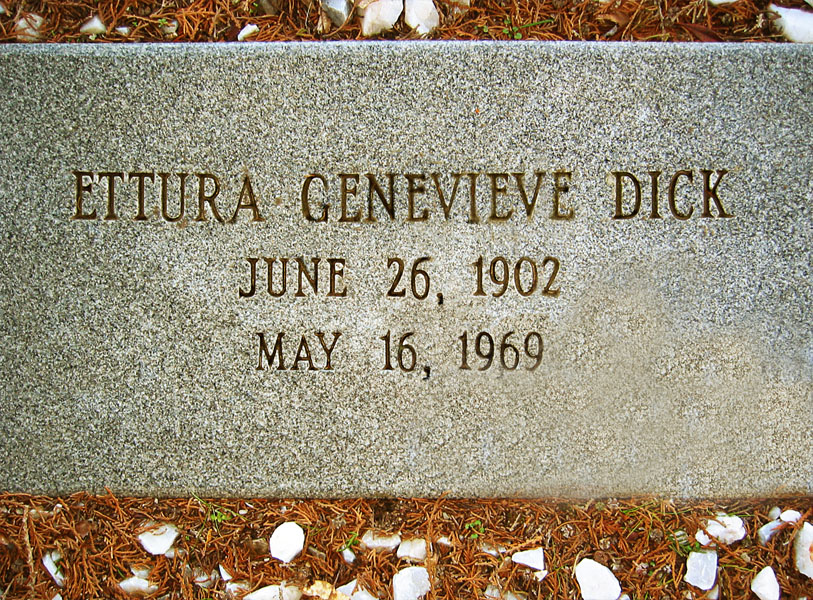 ETTURA GENEVIEVE DICK
JUNE 26, 1902
MAY 16, 1969